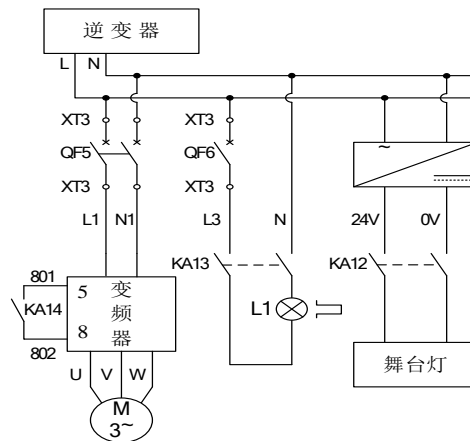 逆变器
L N
XT3 XT3
QF5 QF6
XT3 XT3
L1 N1 L3 N 24V 0V
KA13 KA12
801
5 变
KA14 频 L1
8 器
802
舞台灯
U V W
M
3~
~